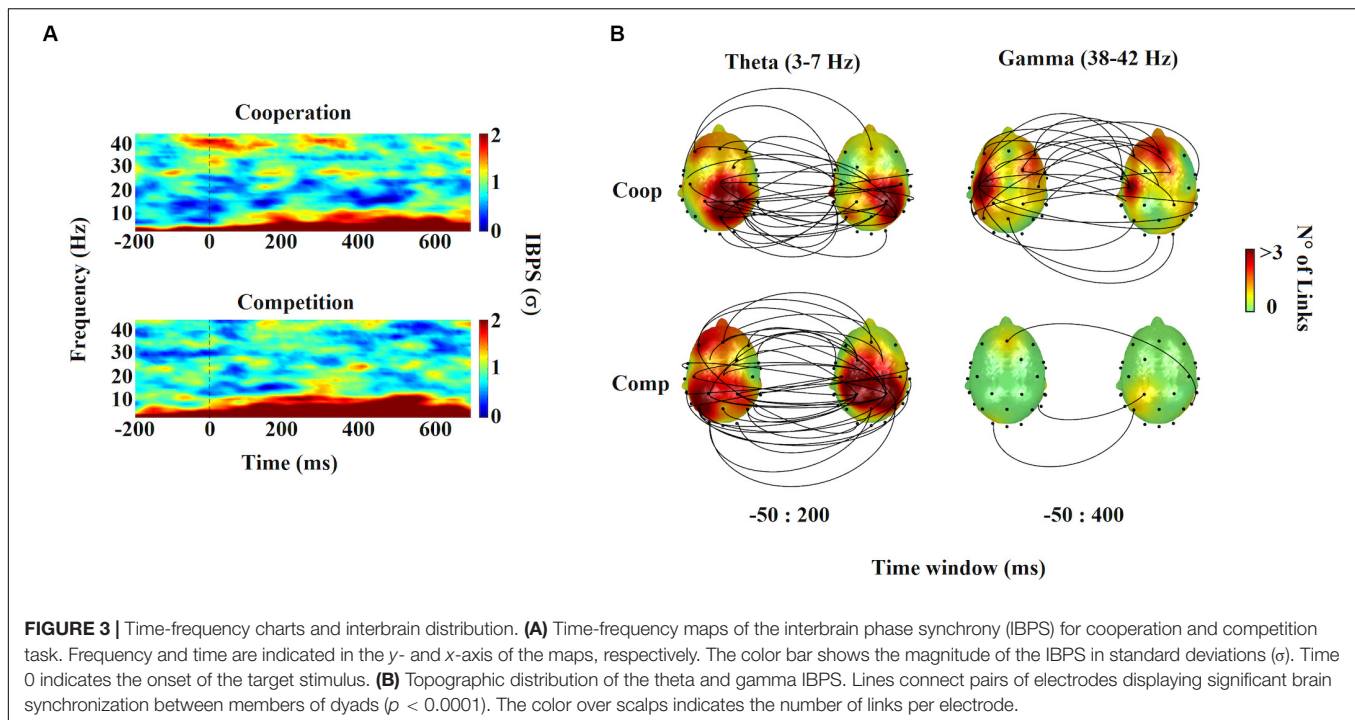 A
Cooperation
40
30
20
10
-200 0 200 400 600
2
1
0
Competition
40
30
20
10
-200 0 200 400 600
2
1
0
Frequency (Hz)
IBPS (σ)
Time (ms)
B
Theta (3-7 Hz) Gamma (38-42 Hz)
Coop
Comp
>3
0
N° of Links
-50 : 200 -50 : 400
Time window (ms)
FIGURE 3 | Time-frequency charts and interbrain distribution. (A) Time-frequency maps of the interbrain phase synchrony (IBPS) for cooperation and competition
task. Frequency and time are indicated in the y- and x-axis of the maps, respectively. The color bar shows the magnitude of the IBPS in standard deviations (σ). Time
0 indicates the onset of the target stimulus. (B) Topographic distribution of the theta and gamma IBPS. Lines connect pairs of electrodes displaying significant brain
synchronization between members of dyads (p < 0.0001). The color over scalps indicates the number of links per electrode.